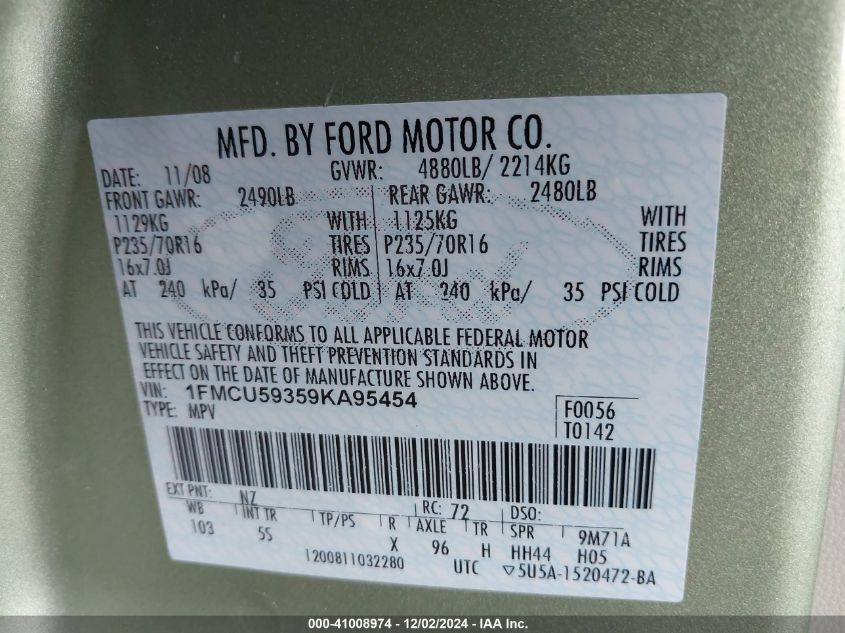 MFD. BY FORD MOTOR CO.
DATE: 11/08 GVWR: 4880LB/ 2214KG
FRONT GAWR: 2490LB REAR GAWR: 2480LB
1129KG WITH 1125KG WITH
P235/70R16 TIRES P235/70R16 TIRES
16x7.0J RIMS 16x7.0J RIMS
AT 240 kPa/ 35 PSI COLD AT 240 kPa/ 35 PSI COLD
THIS VEHICLE CONFORMS TO ALL APPLICABLE FEDERAL MOTOR
VEHICLE SAFETY AND THEFT PREVENTION STANDARDS IN
EFFECT ON THE DATE OF MANUFACTURE SHOWN ABOVE.
VIN: 1FMCU59359KA95454
TYPE: MPV
F0056
T0142
EXT PNT: NZ RC: 72 DSO:
WB INT TR TP/PS R AXLE TR SPR 9M71A
103 5S X 96 H HH44 H05
1200811032280 UTC ▽5U5A-1520472-BA
000-41008974 - 12/02/2024 - IAA Inc.